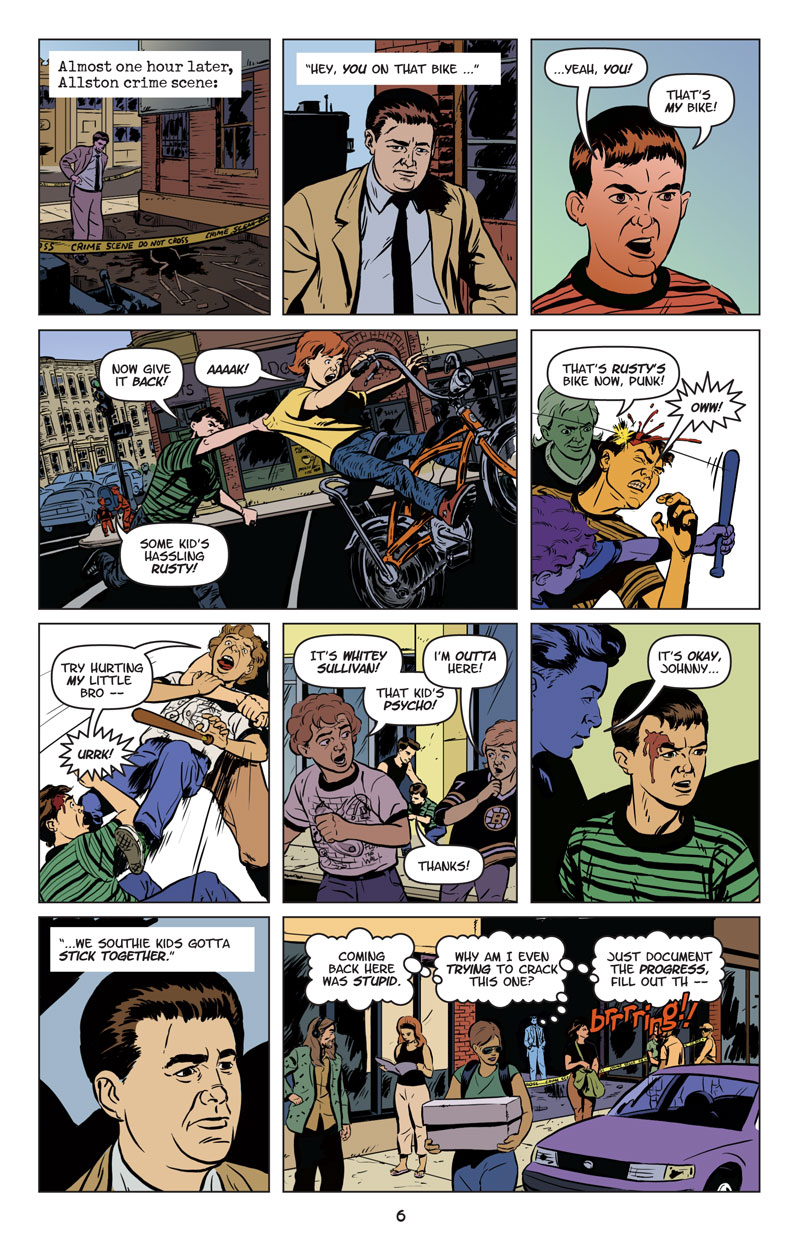 Almost one hour later,
Allston crime scene:
CRIME SCENE DO NOT CROSS
CRIME SCENE
"HEY, YOU ON THAT BIKE ..."
...YEAH, YOU!
THAT'S
MY BIKE!
NOW GIVE
IT BACK!
AAAAK!
SOME KID'S
HASSLING
RUSTY!
THAT'S RUSTY'S
BIKE NOW, PUNK!
OWW!
TRY HURTING
MY LITTLE
BRO --
URRK!
IT'S WHITEY
SULLIVAN!
THAT KID'S
PSYCHO!
I'M OUTTA
HERE!
7
B
THANKS!
IT'S OKAY,
JOHNNY...
"...WE SOUTHIE KIDS GOTTA
STICK TOGETHER."
COMING
BACK HERE
WAS STUPID.
WHY AM I EVEN
TRYING TO CRACK
THIS ONE?
JUST DOCUMENT
THE PROGRESS,
FILL OUT TH --
brrrring!!
6